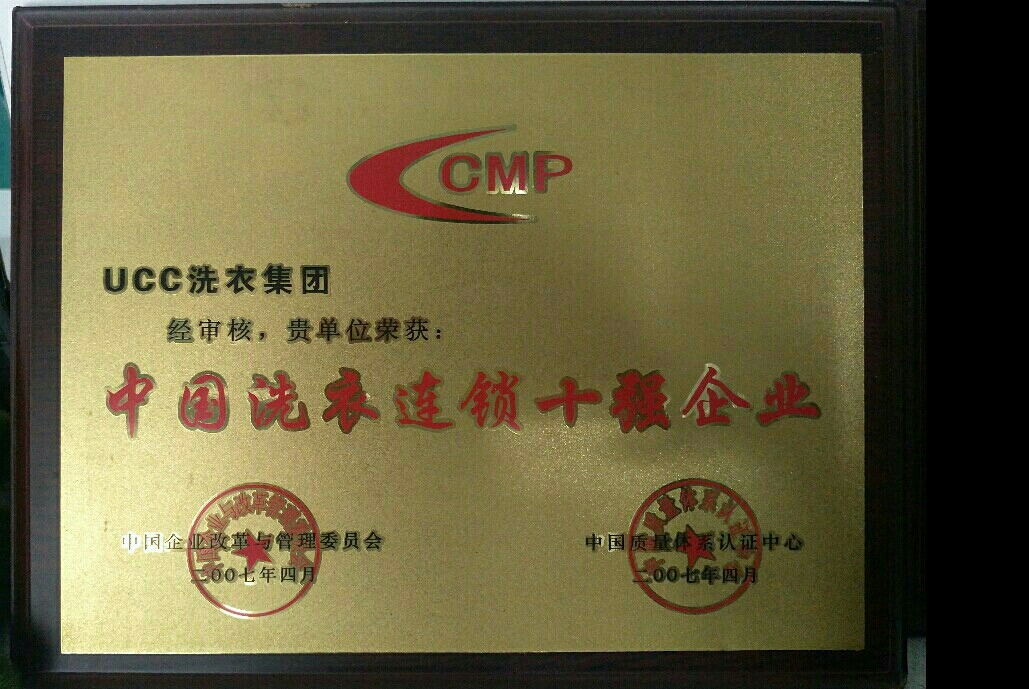 CMP
UCC洗衣集团
经审核，贵单位荣获：
中国洗衣连锁十强企业
中国企业改革与管理委员会
二00七年四月
中国质量体系认证中心
二00七年四月